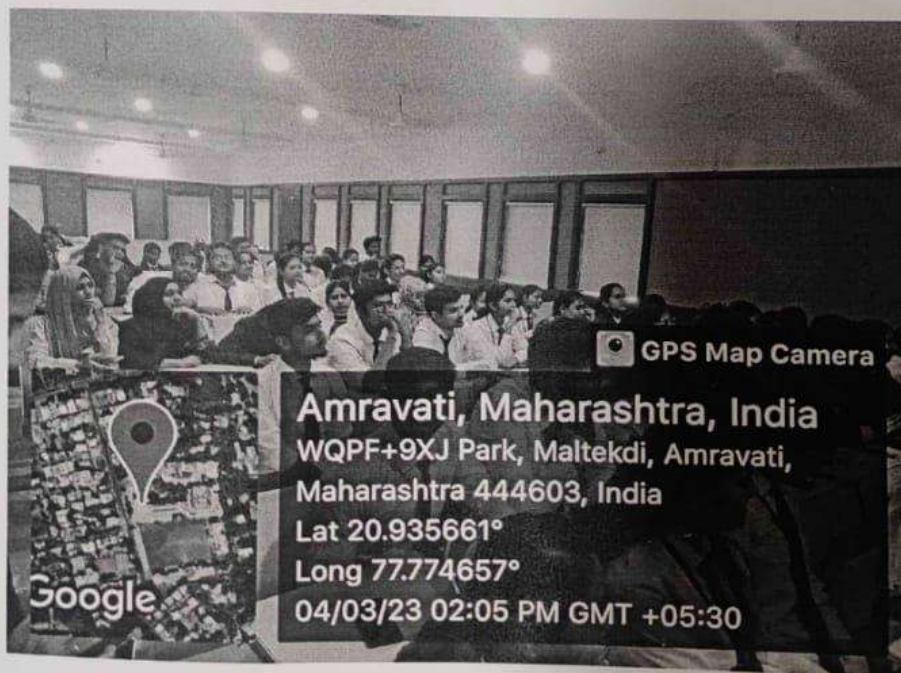 GPS Map Camera
Amravati, Maharashtra, India
WQPF+9XJ Park, Maltekdi, Amravati,
Maharashtra 444603, India
Lat 20.935661°
Long 77.774657°
04/03/23 02:05 PM GMT +05:30
Google